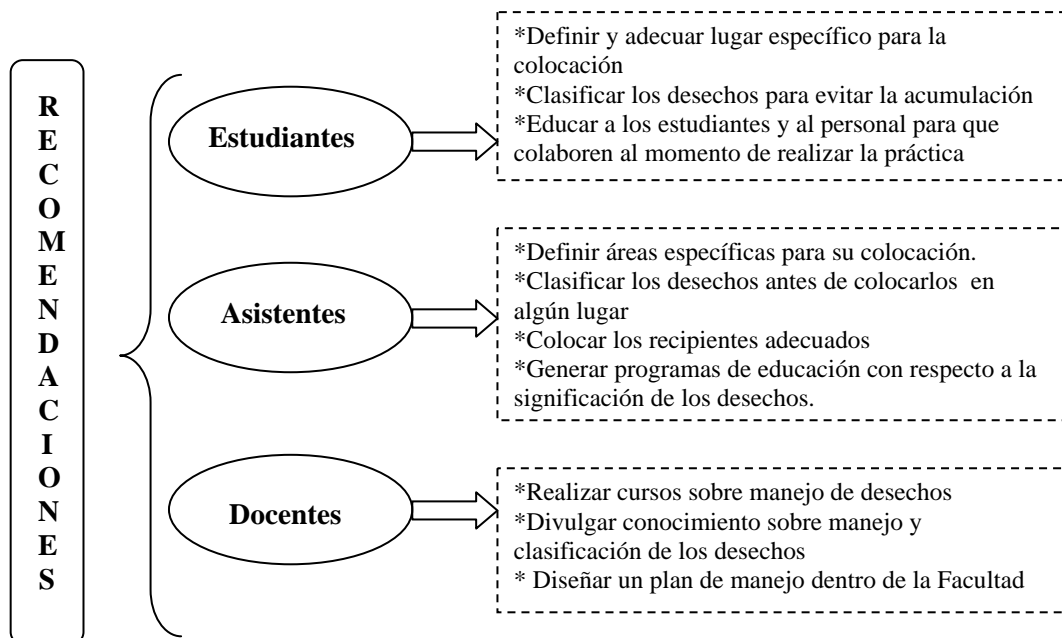 RECOMENDACIONES
Estudiantes
*Definir y adecuar lugar específico para la
colocación
*Clasificar los desechos para evitar la acumulación
*Educar a los estudiantes y al personal para que
colaboren al momento de realizar la práctica
Asistentes
*Definir áreas específicas para su colocación.
*Clasificar los desechos antes de colocarlos  en
algún lugar
*Colocar los recipientes adecuados
*Generar programas de educación con respecto a la
significación de los desechos.
Docentes
*Realizar cursos sobre manejo de desechos
*Divulgar conocimiento sobre manejo y
clasificación de los desechos
* Diseñar un plan de manejo dentro de la Facultad